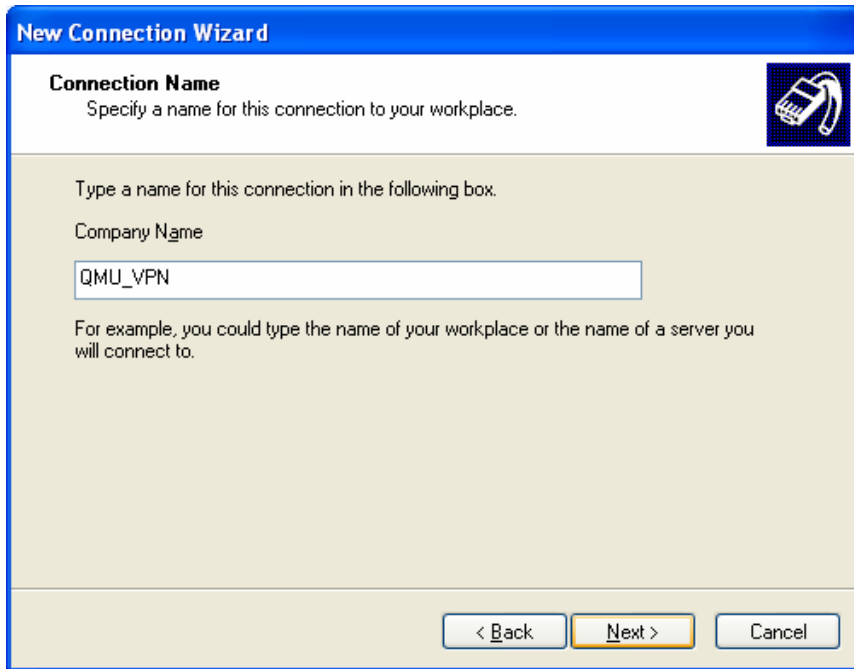 New Connection Wizard
Connection Name
Specify a name for this connection to your workplace.
Type a name for this connection in the following box.
Company Name
QMU_VPN
For example, you could type the name of your workplace or the name of a server you
will connect to.
< Back
Next >
Cancel